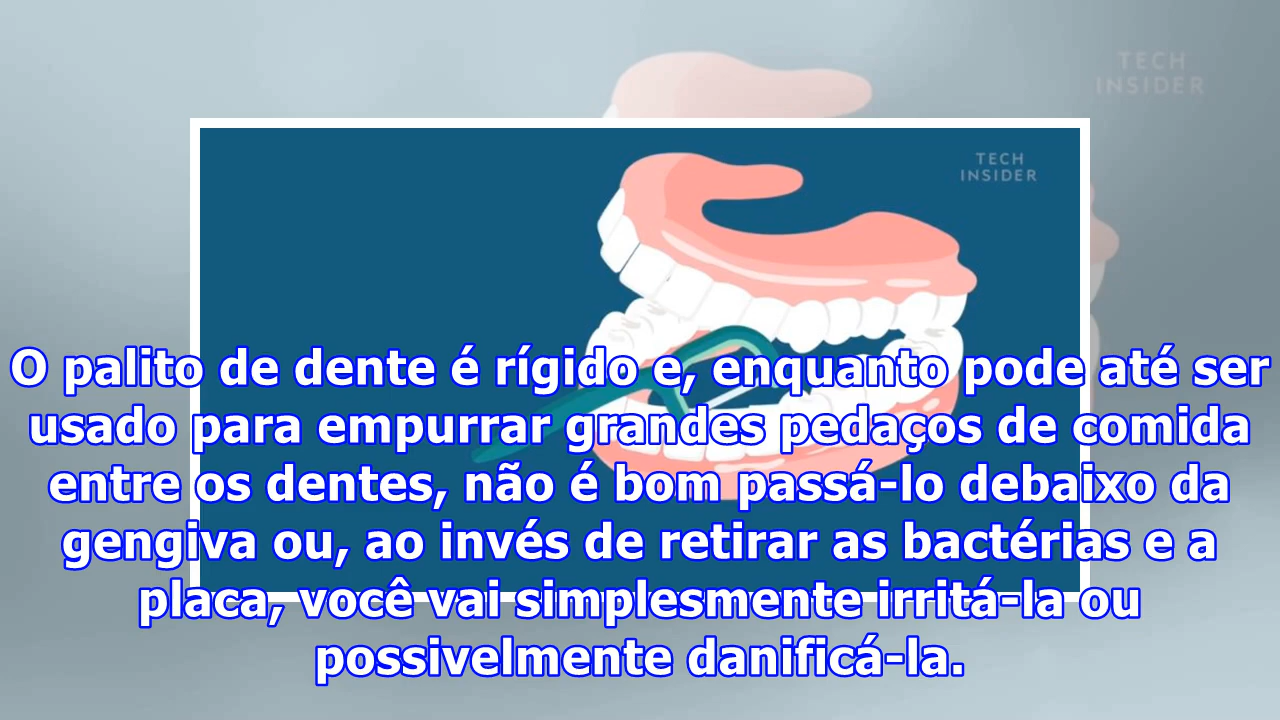 TECH
INSIDER
TECH
INSIDER
O palito de dente é rígido e, enquanto pode até ser
usado para empurrar grandes pedaços de comida
entre os dentes, não é bom passá-lo debaixo da
gengiva ou, ao invés de retirar as bactérias e a
placa, você vai simplesmente irritá-la ou
possivelmente danificá-la.